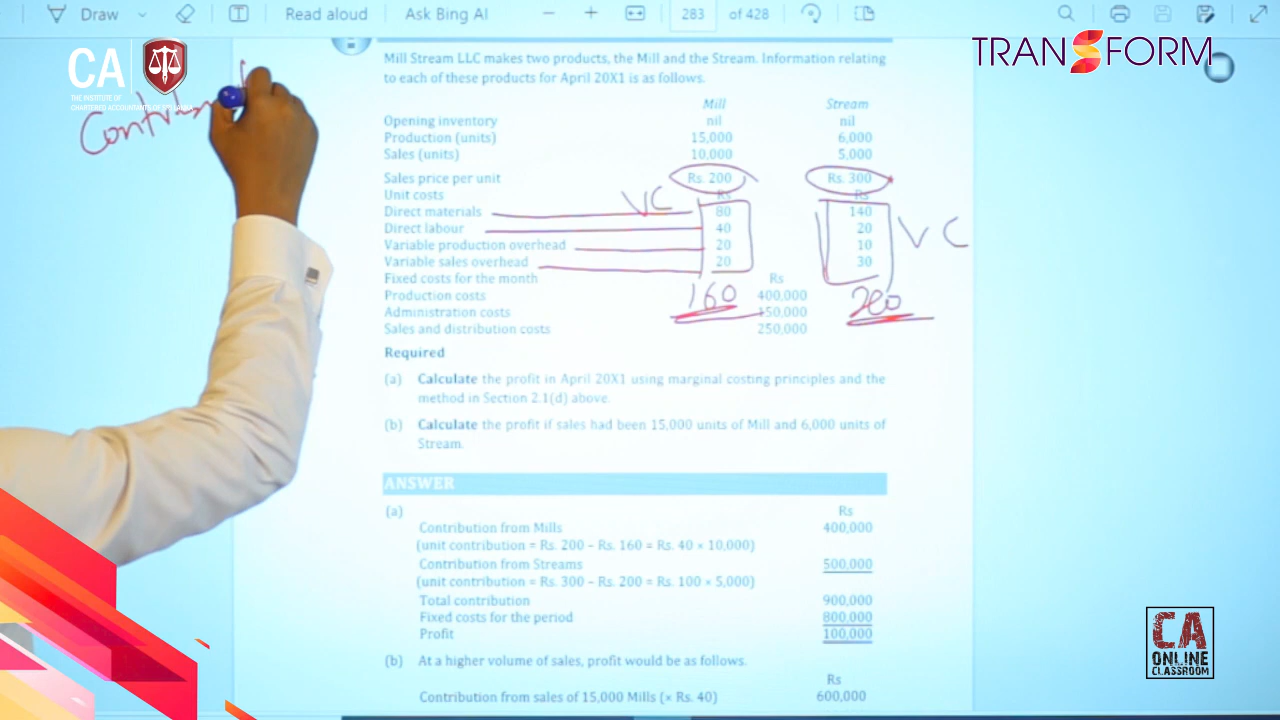 Draw Read aloud Ask Bing AI 283 of 428
CA
THE INSTITUTE OF
CHARTERED ACCOUNTANTS OF SRI LANKA
TRANSFORM
Mill Stream LLC makes two products, the Mill and the Stream. Information relating
to each of these products for April 20X1 is as follows.
Mill Stream
Opening inventory nil nil
Production (units) 15,000 6,000
Sales (units) 10,000 5,000
Sales price per unit Rs. 200 Rs. 300
Unit costs Rs Rs
Direct materials 80 140
Direct labour 40 20
Variable production overhead 20 10
Variable sales overhead 20 30
Fixed costs for the month Rs
Production costs 400,000
Administration costs 150,000
Sales and distribution costs 250,000
VC
VC
160
200
Required
(a) Calculate the profit in April 20X1 using marginal costing principles and the
method in Section 2.1(d) above.
(b) Calculate the profit if sales had been 15,000 units of Mill and 6,000 units of
Stream.
ANSWER
(a) Rs
Contribution from Mills 400,000
(unit contribution = Rs. 200 – Rs. 160 = Rs. 40 × 10,000)
Contribution from Streams 500,000
(unit contribution = Rs. 300 – Rs. 200 = Rs. 100 × 5,000)
Total contribution 900,000
Fixed costs for the period 800,000
Profit 100,000
(b) At a higher volume of sales, profit would be as follows.
Rs
Contribution from sales of 15,000 Mills (× Rs. 40) 600,000
CA
ONLINE
CLASSROOM